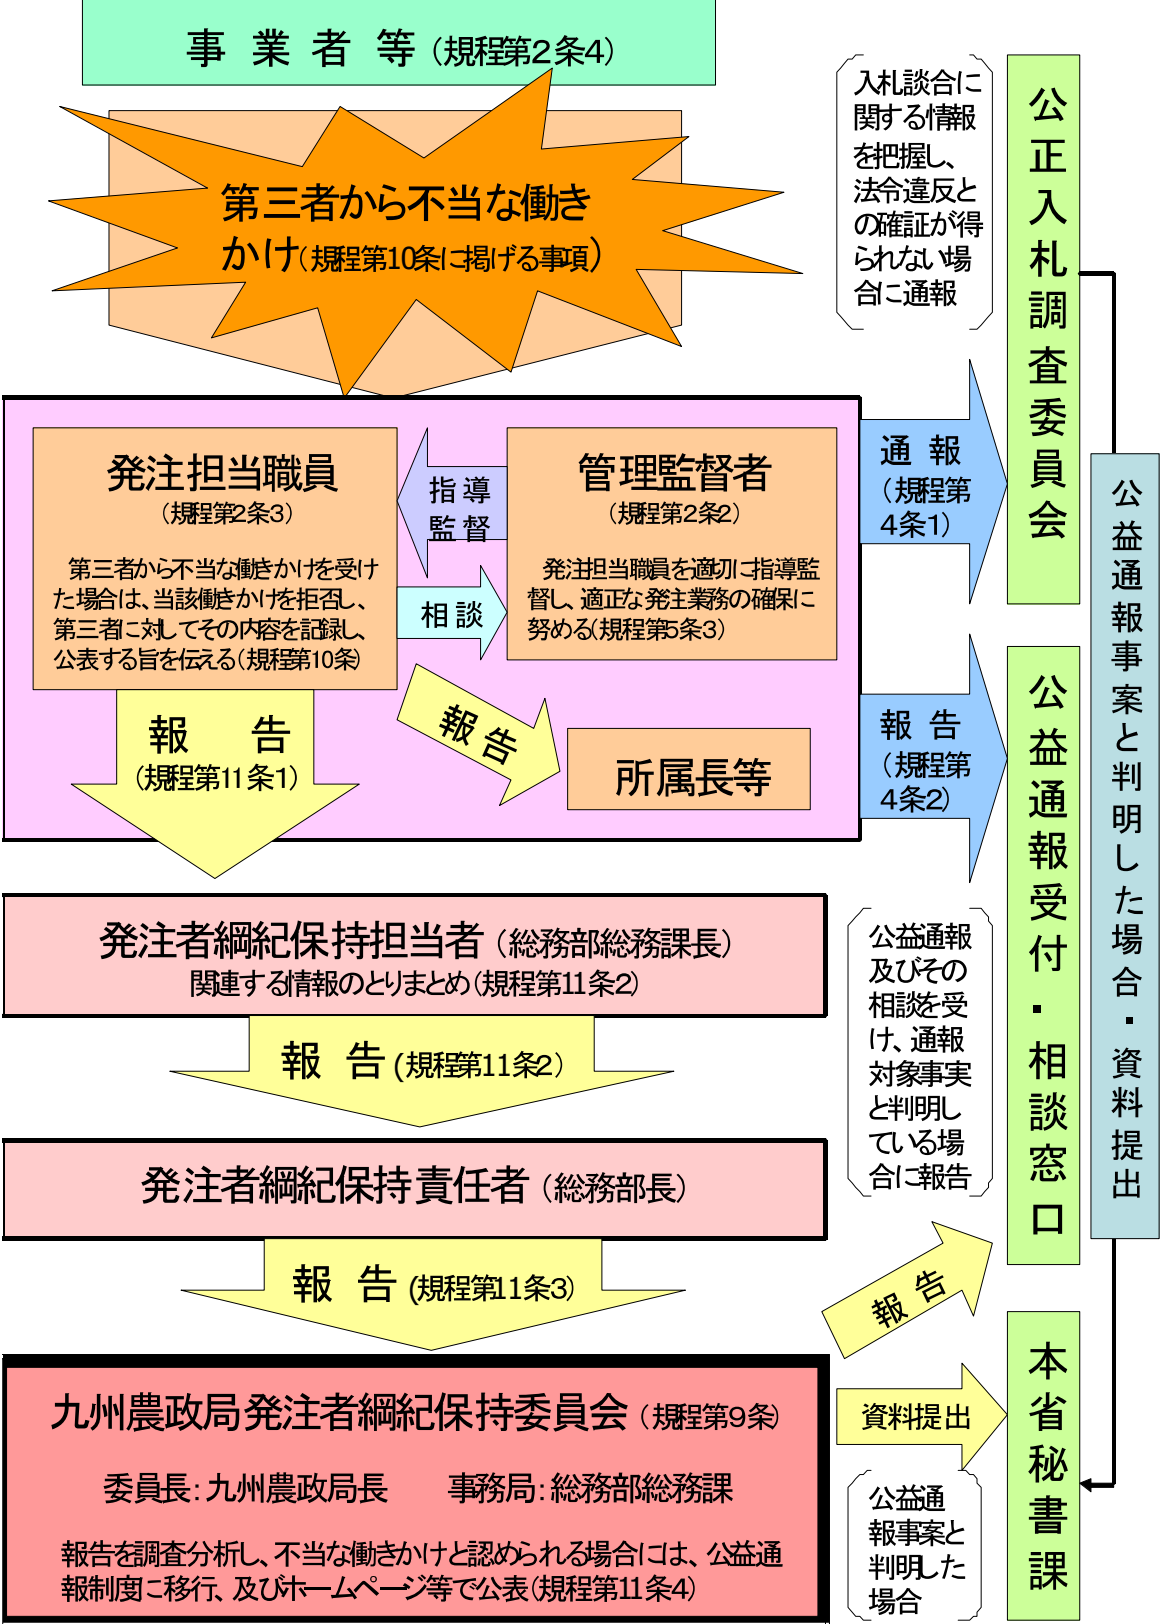 事 業 者 等 (規程第2条4)
第三者から不当な働き
かけ(規程第10条に掲げる事項)
入札談合に
関する情報
を把握し、
法令違反と
の確証が得
られない場
合に通報
公正入札調査委員会
発注担当職員
(規程第2条3)
第三者から不当な働きかけを受け
た場合は、当該働きかけを拒否し、
第三者に対してその内容を記録し、
公表する旨を伝える(規程第10条)
指 導
監 督
相 談
管理監督者
(規程第2条2)
発注担当職員を適切に指導監
督し、適正な発注業務の確保に
努める(規程第5条3)
通 報
(規程第
4条1)
公益通報事案と判明した場合・資料提出
報 告
(規程第11条1)
報 告
所属長等
報 告
(規程第
4条2)
公益通報受付・相談窓口
発注者綱紀保持担当者 (総務部総務課長)
関連する情報のとりまとめ(規程第11条2)
公益通報
及びその
相談を受
け、通報
対象事実
と判明し
ている場
合に報告
報 告 (規程第11条2)
発注者綱紀保持責任者 (総務部長)
報 告 (規程第11条3)
報 告
九州農政局発注者綱紀保持委員会 (規程第9条)
委員長:九州農政局長 事務局:総務部総務課
報告を調査分析し、不当な働きかけと認められる場合には、公益通
報制度に移行、及びホームページ等で公表(規程第11条4)
資料提出
公益通
報事案と
判明した
場合
本省秘書課